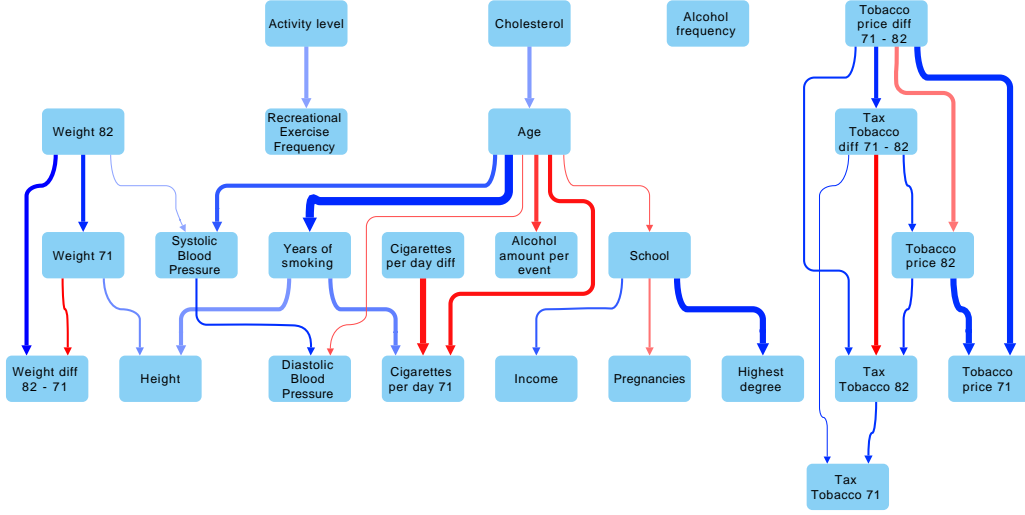 Activity level
Cholesterol
Alcohol
frequency
Tobacco
price diff
71 - 82
Weight 82
Recreational
Exercise
Frequency
Age
Tax
Tobacco
diff 71 - 82
Weight 71
Systolic
Blood
Pressure
Years of
smoking
Cigarettes
per day diff
Alcohol
amount per
event
School
Tobacco
price 82
Weight diff
82 - 71
Height
Diastolic
Blood
Pressure
Cigarettes
per day 71
Income
Pregnancies
Highest
degree
Tax
Tobacco 82
Tobacco
price 71
Tax
Tobacco 71